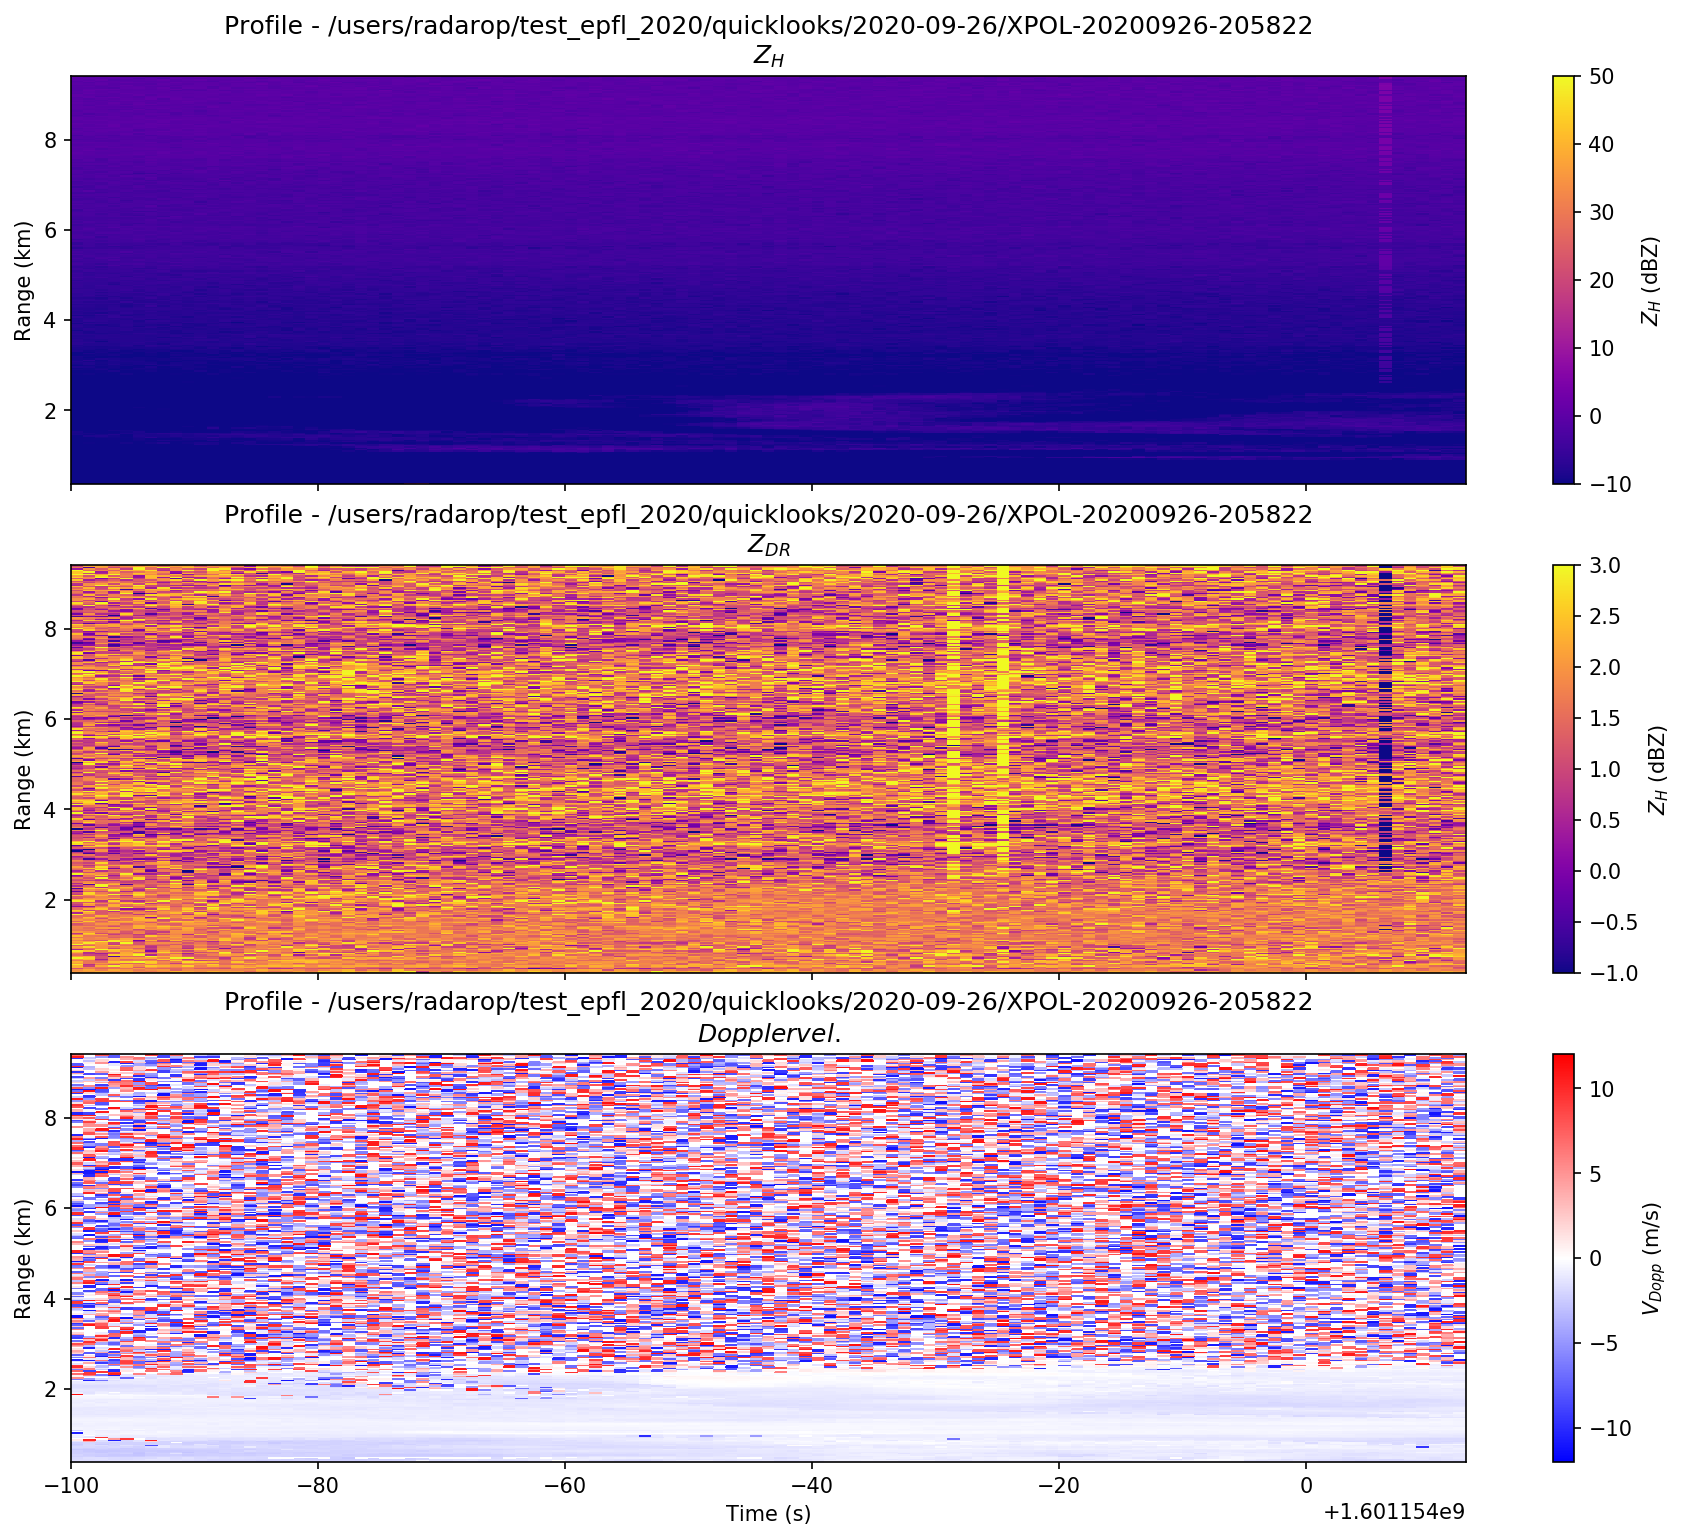 Profile - /users/radarop/test_epfl_2020/quicklooks/2020-09-26/XPOL-20200926-205822
Z_H
Range (km)
8
6
4
2
50
40
30
20
10
0
−10
Z_H (dBZ)
Profile - /users/radarop/test_epfl_2020/quicklooks/2020-09-26/XPOL-20200926-205822
Z_DR
Range (km)
8
6
4
2
3.0
2.5
2.0
1.5
1.0
0.5
0.0
−0.5
−1.0
Z_H (dBZ)
Profile - /users/radarop/test_epfl_2020/quicklooks/2020-09-26/XPOL-20200926-205822
Dopplervel.
Range (km)
8
6
4
2
10
5
0
−5
−10
V_Dopp (m/s)
−100 −80 −60 −40 −20 0
Time (s)
+1.601154e9